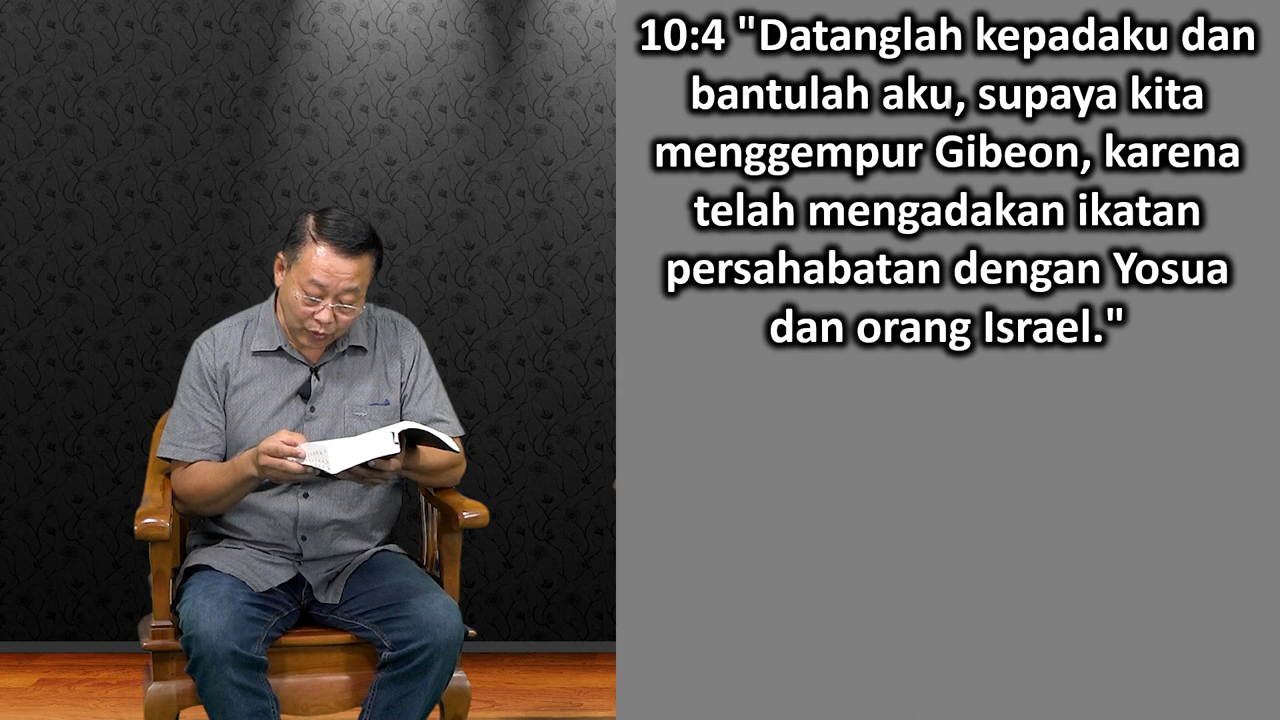 10:4 "Datanglah kepadaku dan
bantulah aku, supaya kita
menggempur Gibeon, karena
telah mengadakan ikatan
persahabatan dengan Yosua
dan orang Israel."